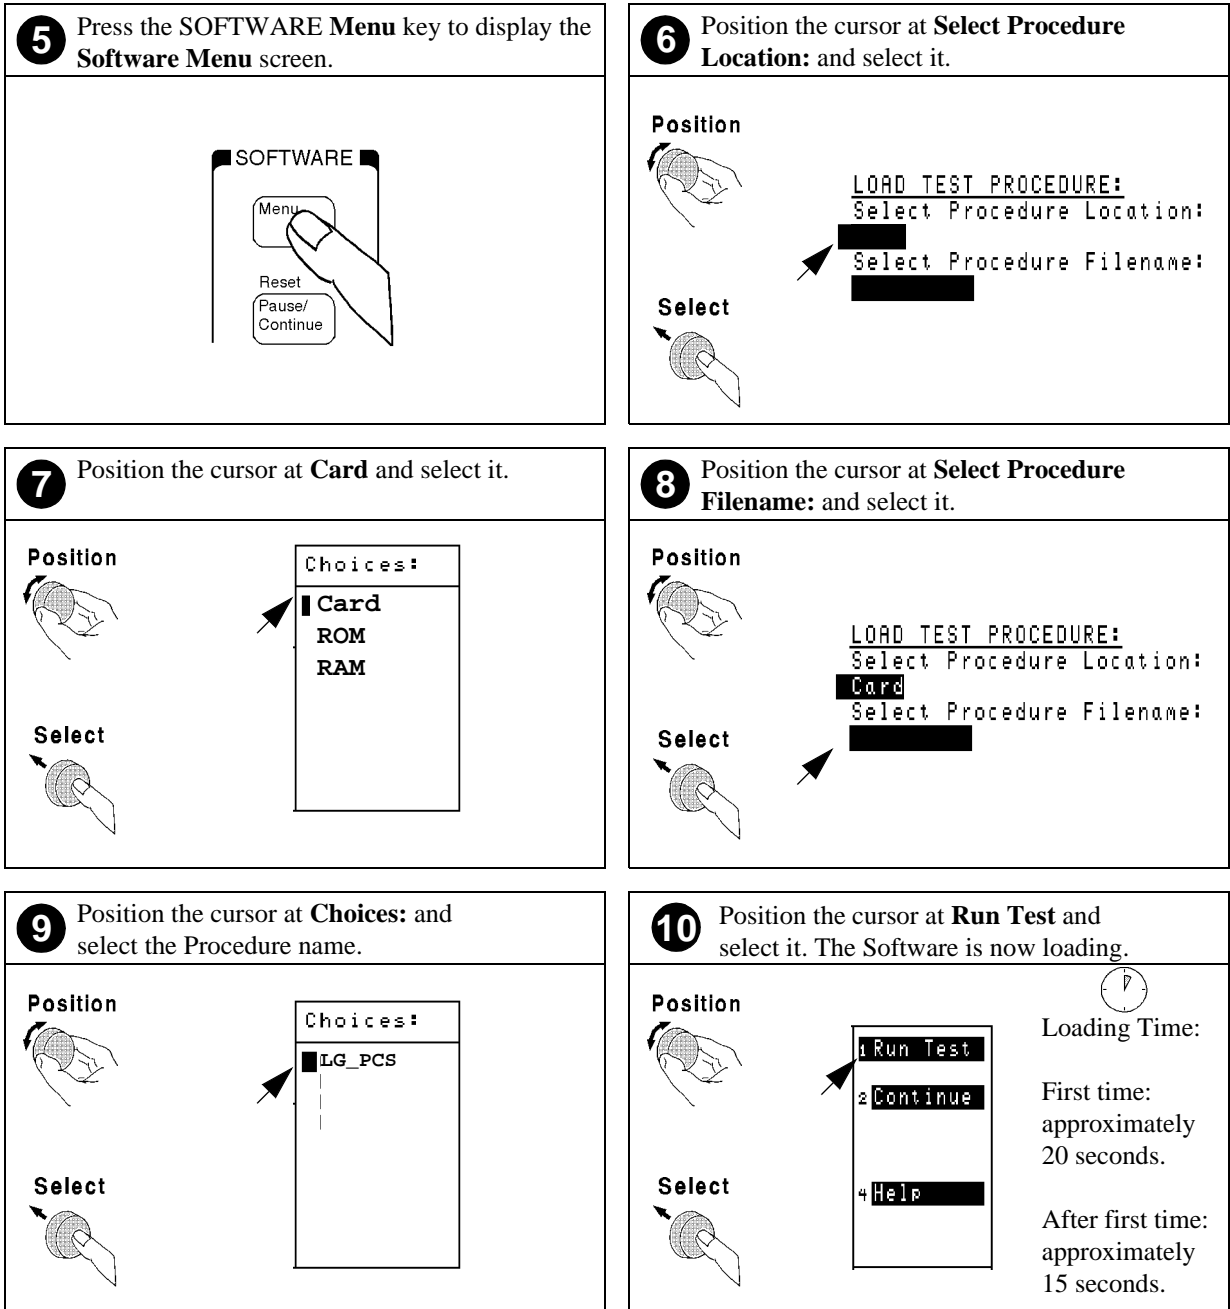 5
Press the SOFTWARE Menu key to display the
Software Menu screen.
SOFTWARE
Menu
Reset
Pause/
Continue
6
Position the cursor at Select Procedure
Location: and select it.
Position
Select
LOAD TEST PROCEDURE:
Select Procedure Location:
Select Procedure Filename:
7
Position the cursor at Card and select it.
Position
Select
Choices:
Card
ROM
RAM
8
Position the cursor at Select Procedure
Filename: and select it.
Position
Select
LOAD TEST PROCEDURE:
Select Procedure Location:
Card
Select Procedure Filename:
9
Position the cursor at Choices: and
select the Procedure name.
Position
Select
Choices:
LG_PCS
10
Position the cursor at Run Test and
select it. The Software is now loading.
Position
Select
1 Run Test
2 Continue
4 Help
Loading Time:
First time:
approximately
20 seconds.
After first time:
approximately
15 seconds.